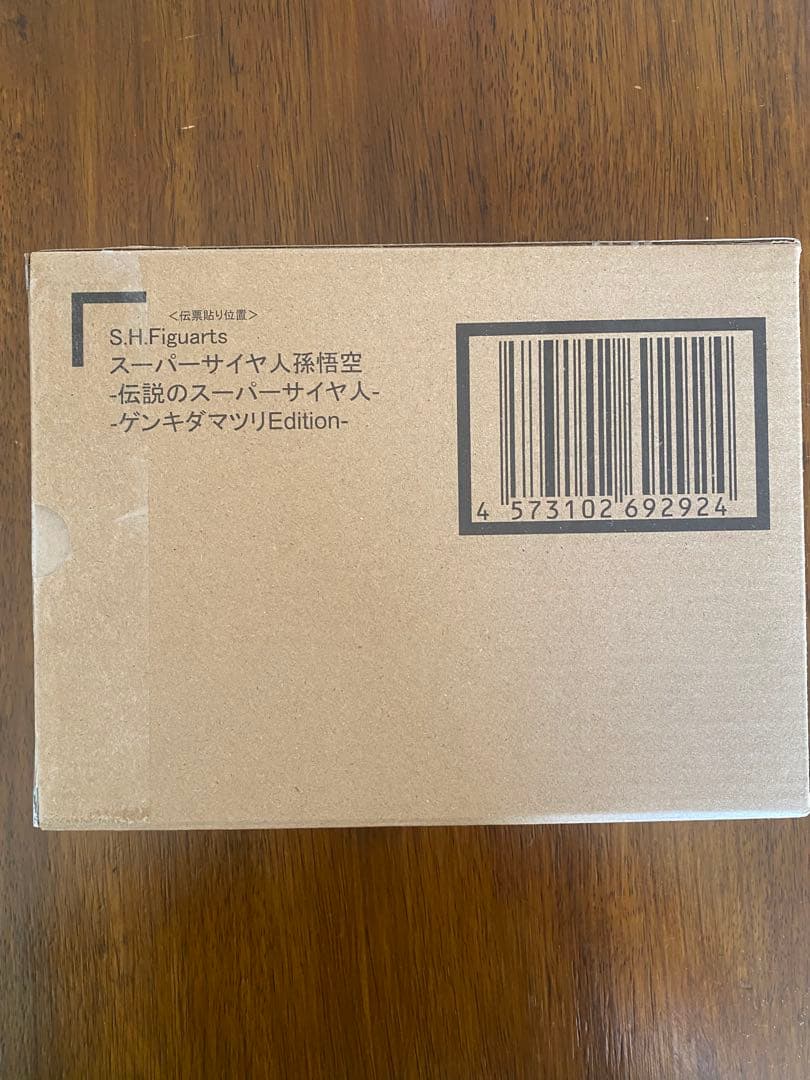 <伝票貼り位置>
S.H.Figuarts
スーパーサイヤ人孫悟空
-伝説のスーパーサイヤ人-
-ゲンキダマツリEdition-
4 573102 692924